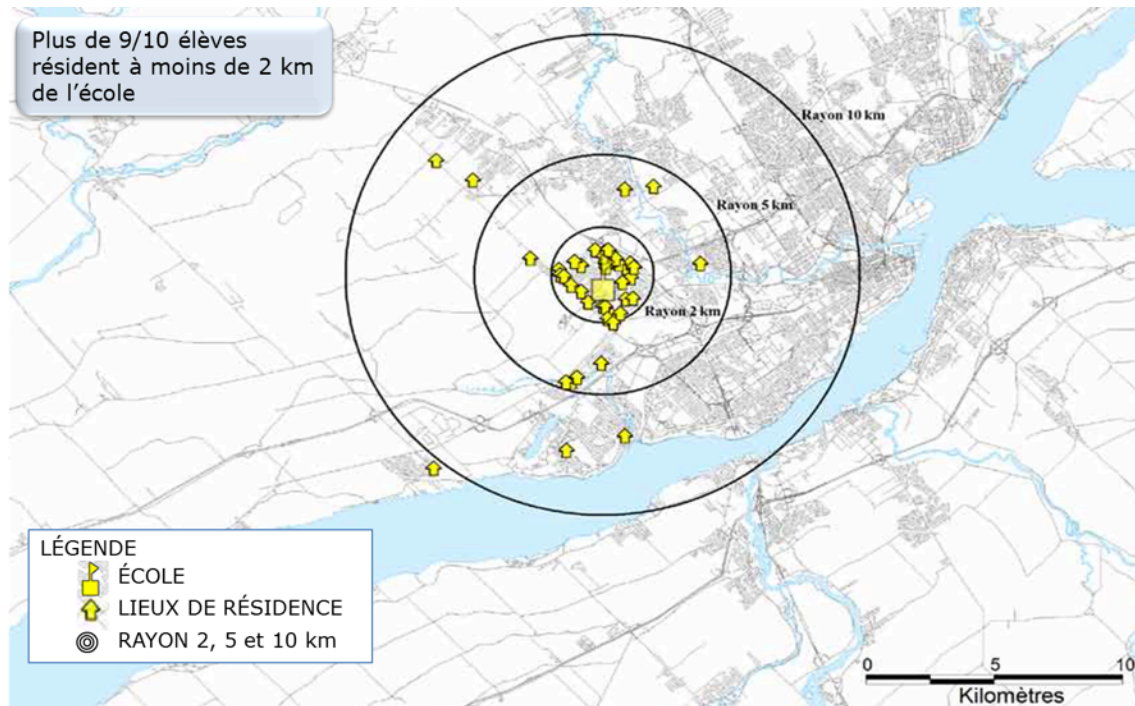 Plus de 9/10 élèves
résident à moins de 2 km
de l'école
Rayon 10 km
Rayon 5 km
Rayon 2 km
LÉGENDE
ÉCOLE
LIEUX DE RÉSIDENCE
RAYON 2, 5 et 10 km
0 5 10
Kilomètres